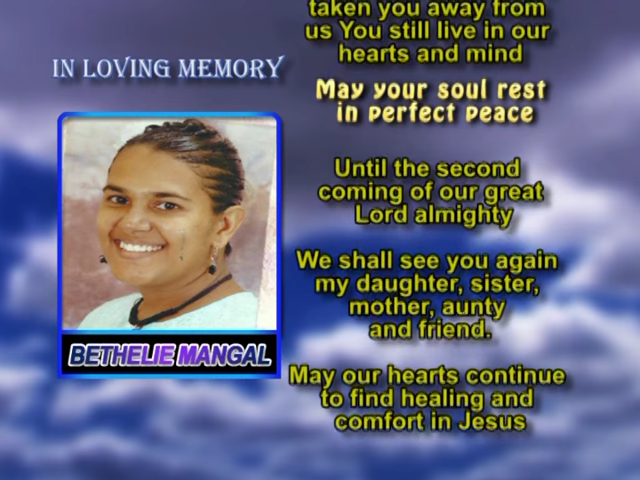 IN LOVING MEMORY
BETHELIE MANGAL
taken you away from
us You still live in our
hearts and mind
May your soul rest
in perfect peace
Until the second
coming of our great
Lord almighty
We shall see you again
my daughter, sister,
mother, aunty
and friend.
May our hearts continue
to find healing and
comfort in Jesus